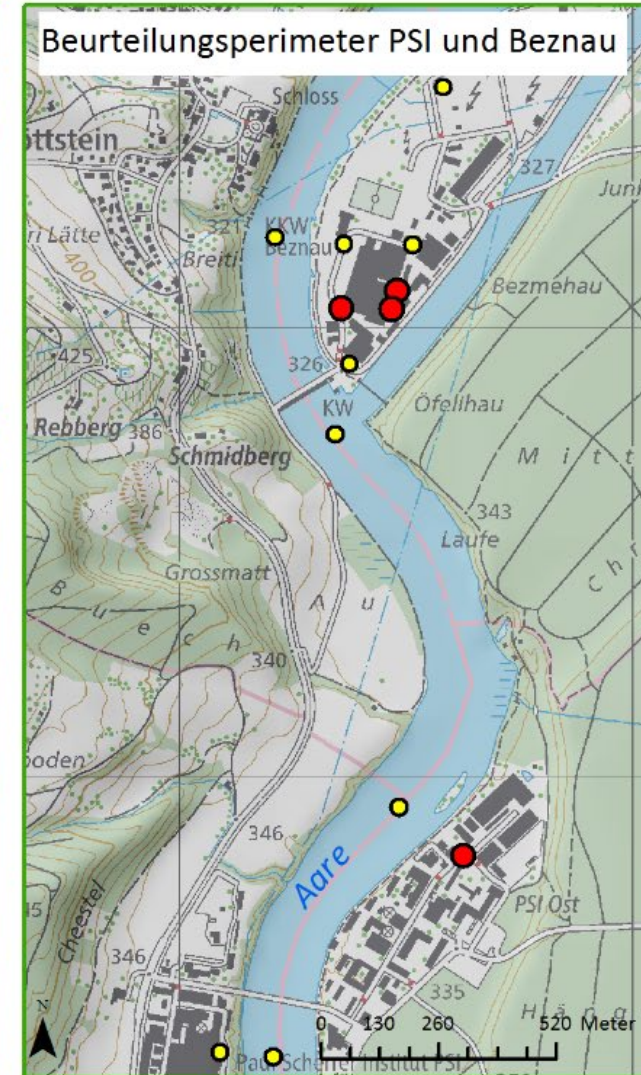 Beurteilungsperimeter PSI und Beznau
Schloss
öttstein
327
Jun
ri Lätte
321
KKW
Beznau
Breiti
400
Bezmehau
425
326
Öfelihau
KW
Rebberg
386
Schmidberg
M i t t
343
Laufe
Grossmatt
A u
C h r
B u e c h
340
boden
346
Aare
PSI Ost
Cheestel
45
346
335
H ä n g
N
0 130 260 520 Meter
Paul Scherrer Institut PSI